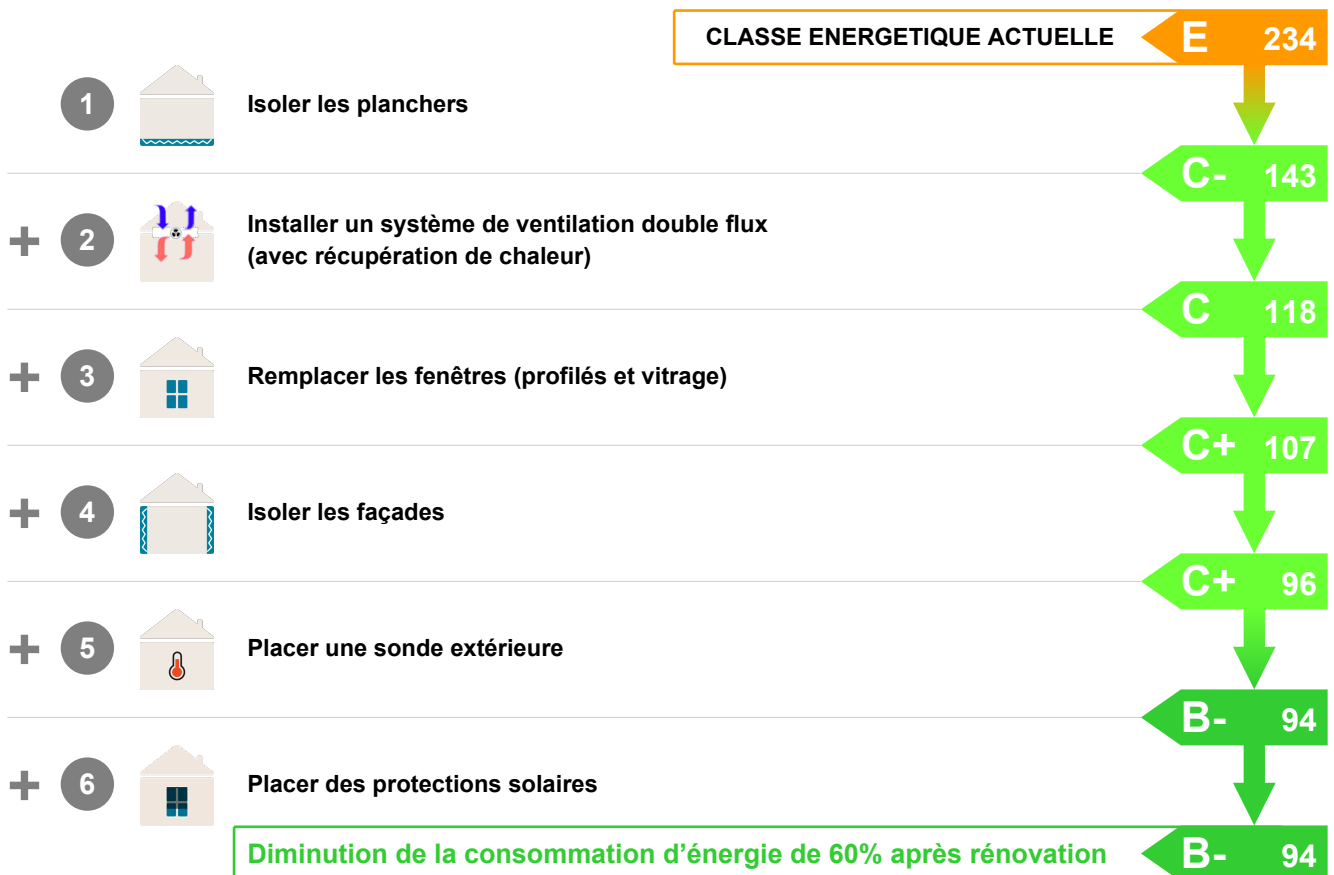 CLASSE ENERGETIQUE ACTUELLE E 234
1 Isoler les planchers
C- 143
+ 2 Installer un système de ventilation double flux
(avec récupération de chaleur)
C 118
+ 3 Remplacer les fenêtres (profilés et vitrage)
C+ 107
+ 4 Isoler les façades
C+ 96
+ 5 Placer une sonde extérieure
B- 94
+ 6 Placer des protections solaires
Diminution de la consommation d’énergie de 60% après rénovation B- 94